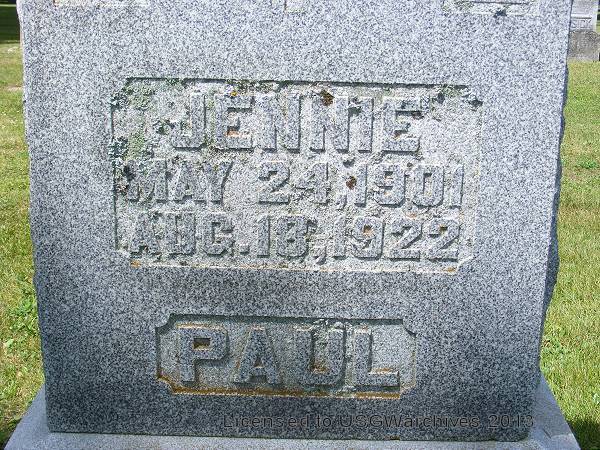 JENNIE
MAY 24,1901
AUG.18,1922
PAUL
Licensed to USGWarchives 2013